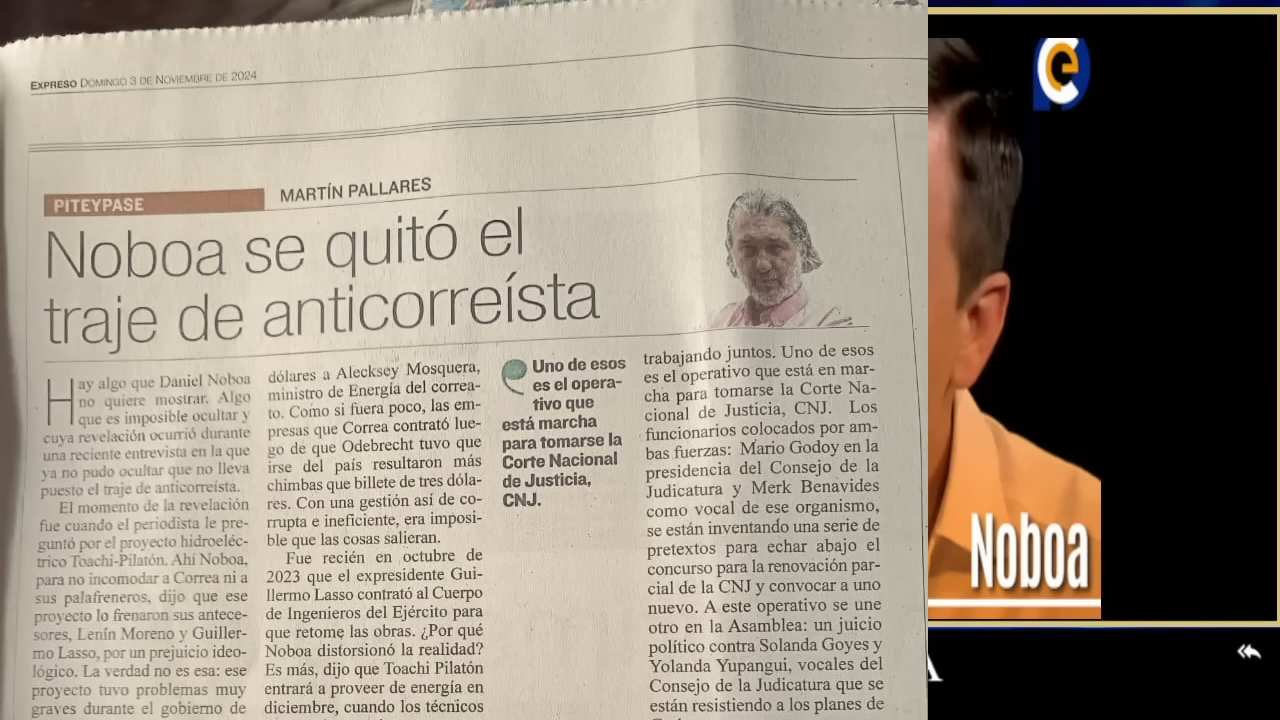 EXPRESO DOMINGO 3 DE NOVIEMBRE DE 2024
PITEYPASE
MARTÍN PALLARES
Noboa se quitó el
traje de anticorreísta
Hay algo que Daniel Noboa
no quiere mostrar. Algo
que es imposible ocultar y
cuya revelación ocurrió durante
una reciente entrevista en la que
ya no pudo ocultar que no lleva
puesto el traje de anticorreísta.
El momento de la revelación
fue cuando el periodista le pre-
guntó por el proyecto hidroeléc-
trico Toachi-Pilatón. Ahí Noboa,
para no incomodar a Correa ni a
sus palafreneros, dijo que ese
proyecto lo frenaron sus antece-
sores, Lenín Moreno y Guiller-
mo Lasso, por un prejuicio ideo-
lógico. La verdad no es esa: ese
proyecto tuvo problemas muy
graves durante el gobierno de
dólares a Alecksey Mosquera,
ministro de Energía del correa-
to. Como si fuera poco, las em-
presas que Correa contrató lue-
go de que Odebrecht tuvo que
irse del país resultaron más
chimbas que billete de tres dóla-
res. Con una gestión así de co-
rrupta e ineficiente, era imposi-
ble que las cosas salieran.
Fue recién en octubre de
2023 que el expresidente Gui-
llermo Lasso contrató al Cuerpo
de Ingenieros del Ejército para
que retome las obras. ¿Por qué
Noboa distorsionó la realidad?
Es más, dijo que Toachi Pilatón
entrará a proveer de energía en
diciembre, cuando los técnicos
Uno de esos
es el opera-
tivo que
está marcha
para tomarse la
Corte Nacional
de Justicia,
CNJ.
trabajando juntos. Uno de esos
es el operativo que está en mar-
cha para tomarse la Corte Na-
cional de Justicia, CNJ. Los
funcionarios colocados por am-
bas fuerzas: Mario Godoy en la
presidencia del Consejo de la
Judicatura y Merk Benavides
como vocal de ese organismo,
se están inventando una serie de
pretextos para echar abajo el
concurso para la renovación par-
cial de la CNJ y convocar a uno
nuevo. A este operativo se une
otro en la Asamblea: un juicio
político contra Solanda Goyes y
Yolanda Yupangui, vocales del
Consejo de la Judicatura que se
están resistiendo a los planes de
Noboa